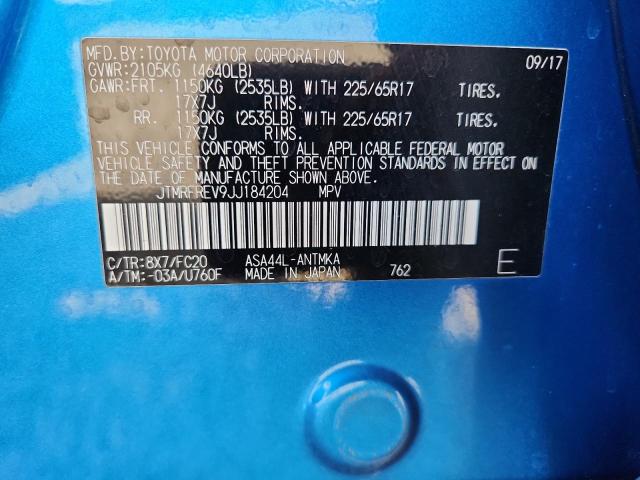 MFD.BY:TOYOTA MOTOR CORPORATION 09/17
GVWR:2105KG (4640LB)
GAWR:FRT. 1150KG (2535LB) WITH 225/65R17 TIRES.
17X7J RIMS.
RR. 1150KG (2535LB) WITH 225/65R17 TIRES.
17X7J RIMS.
THIS VEHICLE CONFORMS TO ALL APPLICABLE FEDERAL MOTOR
VEHICLE SAFETY AND THEFT PREVENTION STANDARDS IN EFFECT ON
THE DATE OF MANUFACTURE SHOWN ABOVE.
JTMRFREV9JJ184204 MPV
C/TR:8X7/FC20 ASA44L-ANTMKA
A/TM:-03A/U760F MADE IN JAPAN 762 E